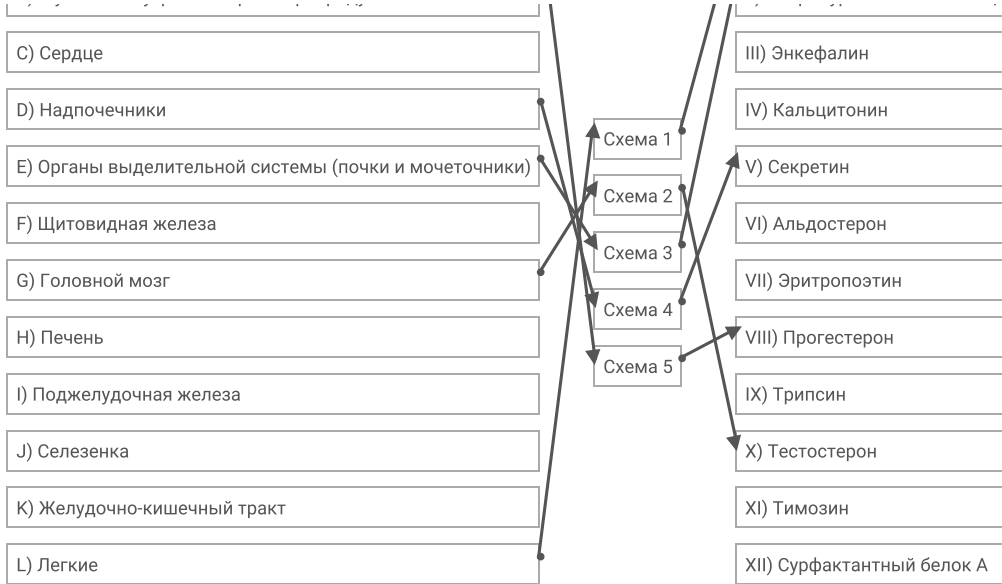 C) Сердце
D) Надпочечники
E) Органы выделительной системы (почки и мочеточники)
F) Щитовидная железа
G) Головной мозг
H) Печень
I) Поджелудочная железа
J) Селезенка
K) Желудочно-кишечный тракт
L) Легкие
Схема 1
Схема 2
Схема 3
Схема 4
Схема 5
III) Энкефалин
IV) Кальцитонин
V) Секретин
VI) Альдостерон
VII) Эритропоэтин
VIII) Прогестерон
IX) Трипсин
X) Тестостерон
XI) Тимозин
XII) Сурфактантный белок А